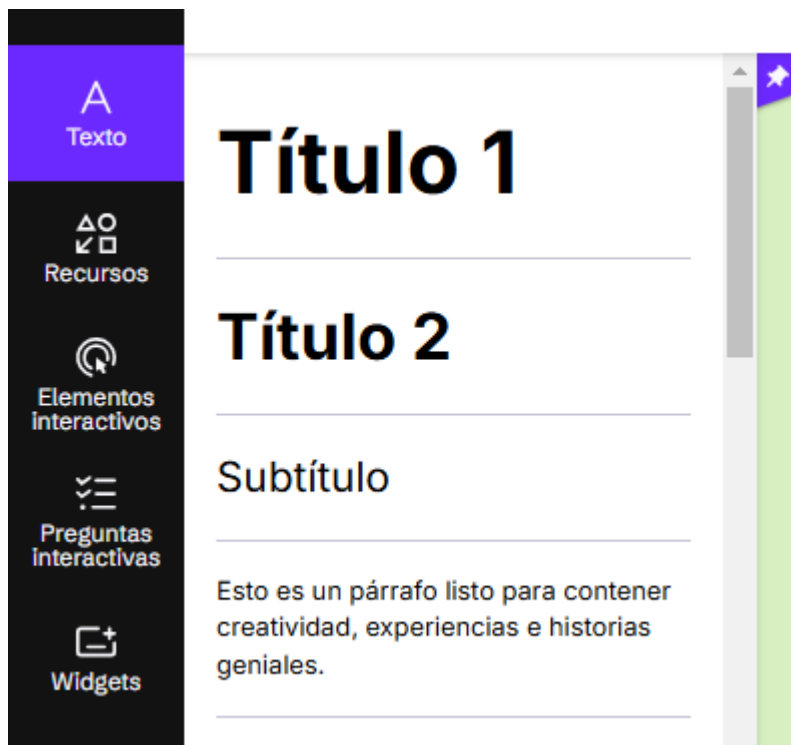 Texto
Recursos
Elementos
interactivos
Preguntas
interactivas
Widgets
Título 1
Título 2
Subtítulo
Esto es un párrafo listo para contener
creatividad, experiencias e historias
geniales.